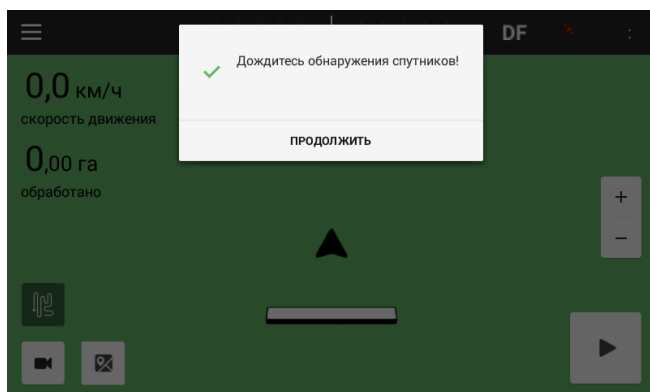 DF
Дождитесь обнаружения спутников!
ПРОДОЛЖИТЬ
0,0 км/ч
скорость движения
0,00 га
обработано
+
−